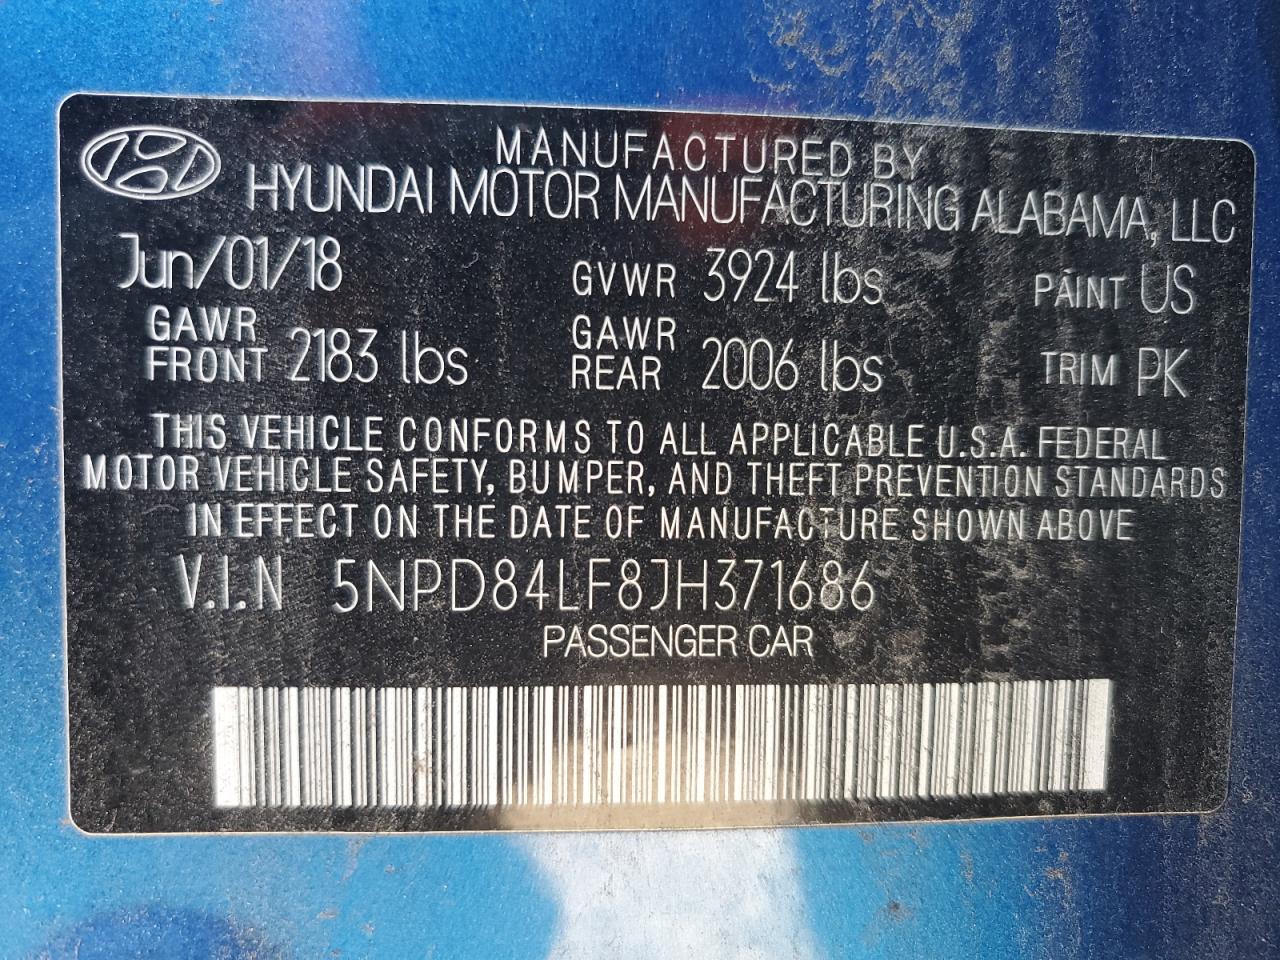 MANUFACTURED BY
HYUNDAI MOTOR MANUFACTURING ALABAMA, LLC
Jun/01/18 GVWR 3924 lbs PAINT US
GAWR FRONT 2183 lbs GAWR REAR 2006 lbs TRIM PK
THIS VEHICLE CONFORMS TO ALL APPLICABLE U.S.A. FEDERAL
MOTOR VEHICLE SAFETY, BUMPER, AND THEFT PREVENTION STANDARDS
IN EFFECT ON THE DATE OF MANUFACTURE SHOWN ABOVE
V.I.N 5NPD84LF8JH371686
PASSENGER CAR